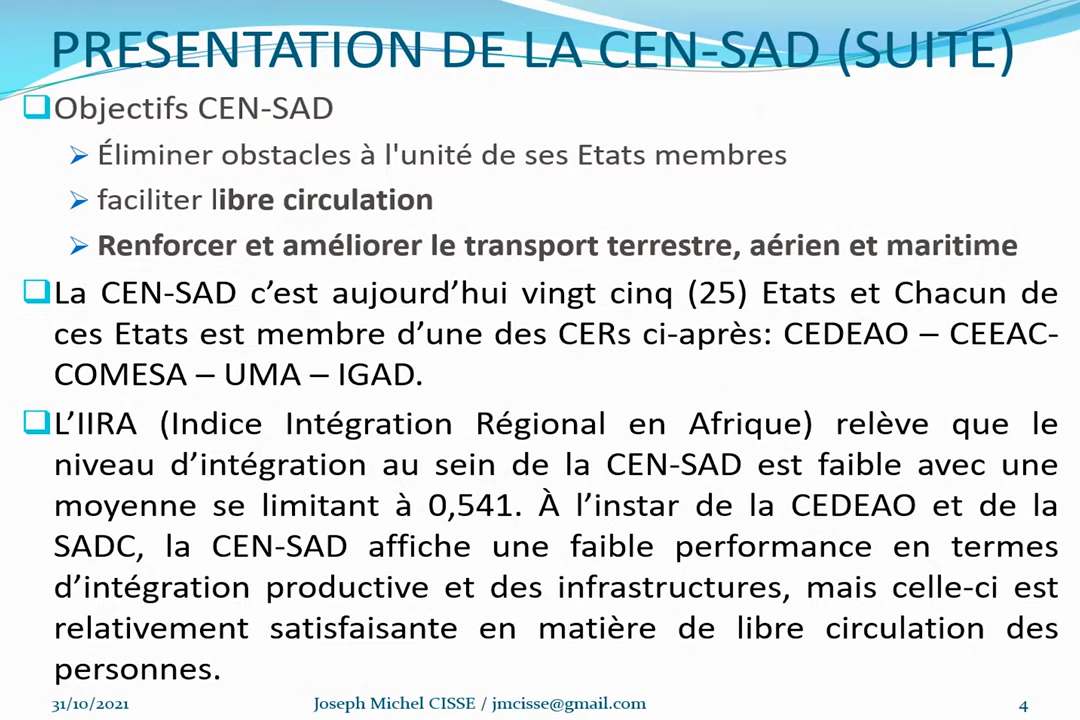 PRESENTATION DE LA CEN-SAD (SUITE)
Objectifs CEN-SAD
Éliminer obstacles à l'unité de ses Etats membres
faciliter libre circulation
Renforcer et améliorer le transport terrestre, aérien et maritime
La CEN-SAD c’est aujourd’hui vingt cinq (25) Etats et Chacun de
ces Etats est membre d’une des CERs ci-après: CEDEAO – CEEAC-
COMESA – UMA – IGAD.
L’IIRA (Indice Intégration Régional en Afrique) relève que le
niveau d’intégration au sein de la CEN-SAD est faible avec une
moyenne se limitant à 0,541. À l’instar de la CEDEAO et de la
SADC, la CEN-SAD affiche une faible performance en termes
d’intégration productive et des infrastructures, mais celle-ci est
relativement satisfaisante en matière de libre circulation des
personnes.
31/10/2021 Joseph Michel CISSE / jmcisse@gmail.com 4